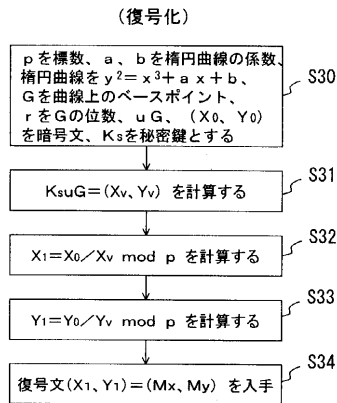 （復号化）
pを標数、a、bを楕円曲線の係数、
楕円曲線をy²=x³+ax+b、
Gを曲線上のベースポイント、
rをGの位数、uG、(X₀、Y₀)
を暗号文、Ksを秘密鍵とする
S30
KsuG=(Xv、Yv) を計算する
S31
X₁=X₀／Xv mod p を計算する
S32
Y₁=Y₀／Yv mod p を計算する
S33
復号文(X₁、Y₁)=(Mx、My) を入手
S34